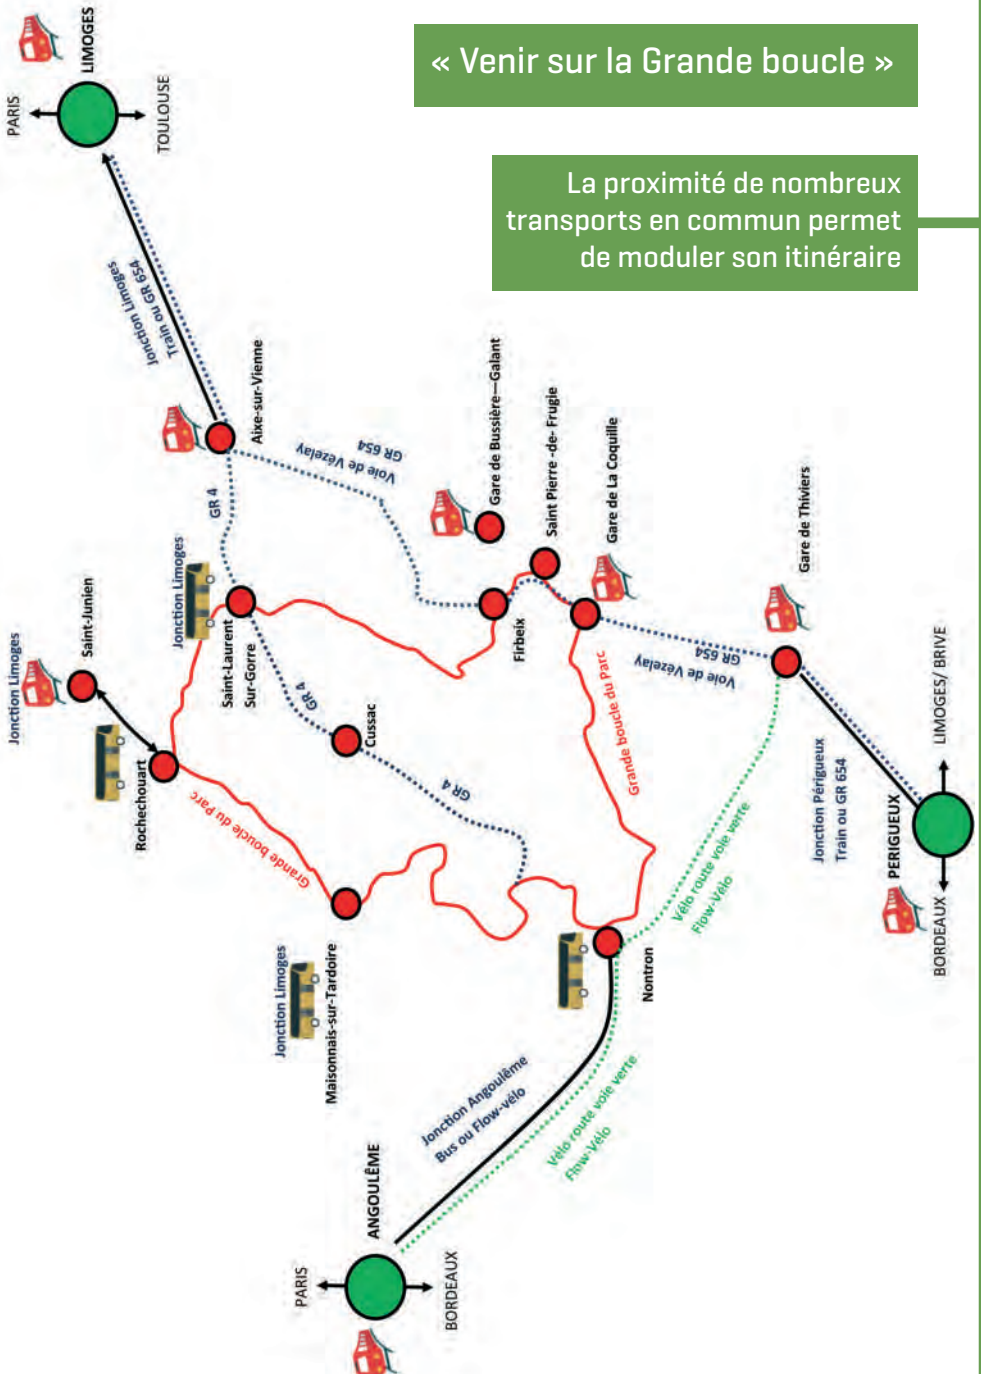 « Venir sur la Grande boucle »
La proximité de nombreux
transports en commun permet
de moduler son itinéraire
PARIS
LIMOGES
TOULOUSE
Jonction Limoges
Train ou GR 654
Aixe-sur-Vienne
GR 4
Voie de Vézelay
GR 654
Gare de Bussière—Galant
Saint Pierre -de- Frugie
Gare de La Coquille
Firbeix
Jonction Limoges
Saint-Junien
Jonction Limoges
Saint-Laurent
Sur-Gorre
Rochechouart
Grande boucle du Parc
Cussac
GR 4
GR 4
Grande boucle du Parc
Voie de Vézelay
GR 654
Gare de Thiviers
Jonction Limoges
Maisonnais-sur-Tardoire
Nontron
Vélo route voie verte
Flow-Vélo
Jonction Périgueux
Train ou GR 654
PERIGUEUX
LIMOGES/ BRIVE
BORDEAUX
Jonction Angoulême
Bus ou Flow-vélo
Vélo route voie verte
Flow-Vélo
ANGOULÊME
PARIS
BORDEAUX